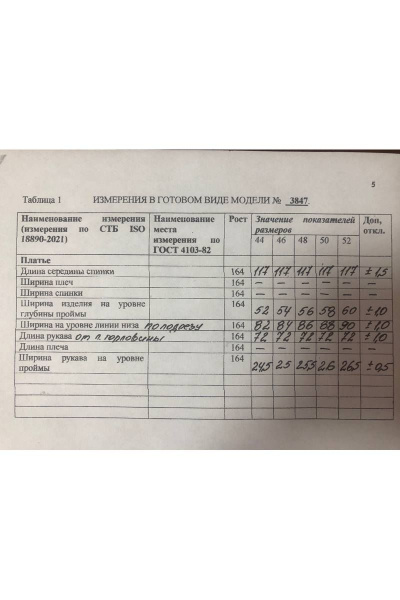 5
Таблица 1 ИЗМЕРЕНИЯ В ГОТОВОМ ВИДЕ МОДЕЛИ № 3847
Наименование измерения (измерения по СТБ ISO 18890-2021) Наименование места измерения по ГОСТ 4103-82 Рост Значение показателей размеров Доп, откл.
44 46 48 50 52
Платье
Длина середины спинки 164 117 117 117 117 117 ± 1,5
Ширина плеч 164 – – – – – –
Ширина спинки 164 – – – – – –
Ширина изделия на уровне глубины проймы 164 52 54 56 58 60 ± 1,0
Ширина на уровне линии низа по подрезу 164 82 84 86 88 90 ± 1,0
Длина рукава от п. горловины 164 72 72 72 72 72 ± 1,0
Длина плеча 164 – – – – – –
Ширина рукава на уровне проймы 164 24,5 25 25,5 26 26,5 ± 0,5